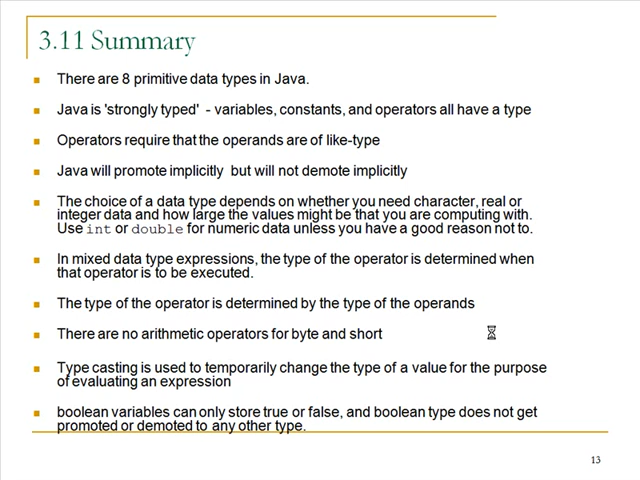 3.11 Summary
There are 8 primitive data types in Java.
Java is 'strongly typed' - variables, constants, and operators all have a type
Operators require that the operands are of like-type
Java will promote implicitly but will not demote implicitly
The choice of a data type depends on whether you need character, real or
integer data and how large the values might be that you are computing with.
Use int or double for numeric data unless you have a good reason not to.
In mixed data type expressions, the type of the operator is determined when
that operator is to be executed.
The type of the operator is determined by the type of the operands
There are no arithmetic operators for byte and short
Type casting is used to temporarily change the type of a value for the purpose
of evaluating an expression
boolean variables can only store true or false, and boolean type does not get
promoted or demoted to any other type.
13